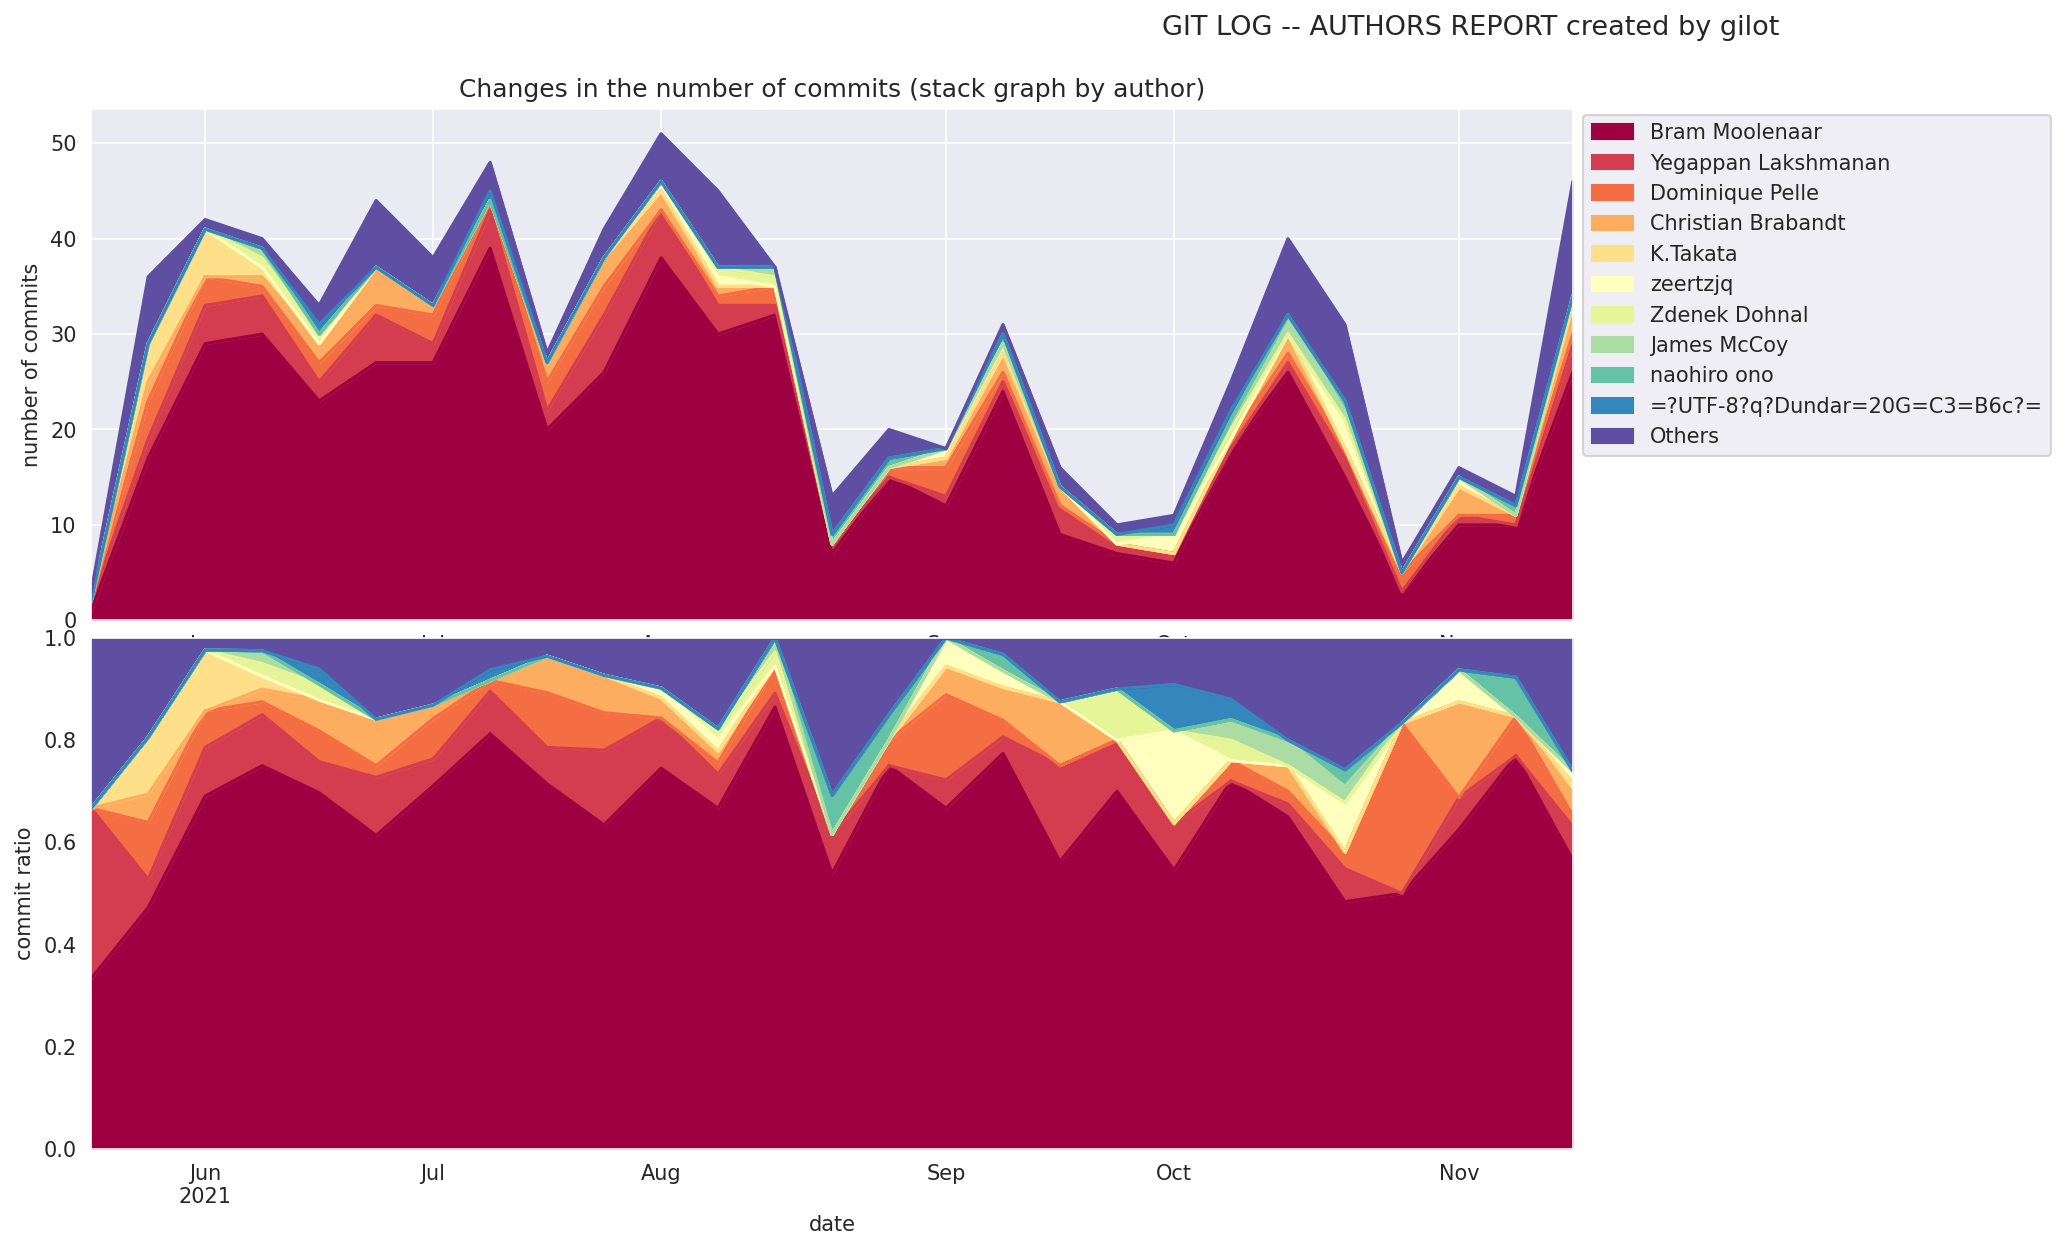 GIT LOG -- AUTHORS REPORT created by gilot
Changes in the number of commits (stack graph by author)
number of commits
50
40
30
20
10
0
Bram Moolenaar
Yegappan Lakshmanan
Dominique Pelle
Christian Brabandt
K.Takata
zeertzjq
Zdenek Dohnal
James McCoy
naohiro ono
=?UTF-8?q?Dundar=20G=C3=B6c?=
Others
commit ratio
1.0
0.8
0.6
0.4
0.2
0.0
Jun Jul Aug Sep Oct Nov
2021
date